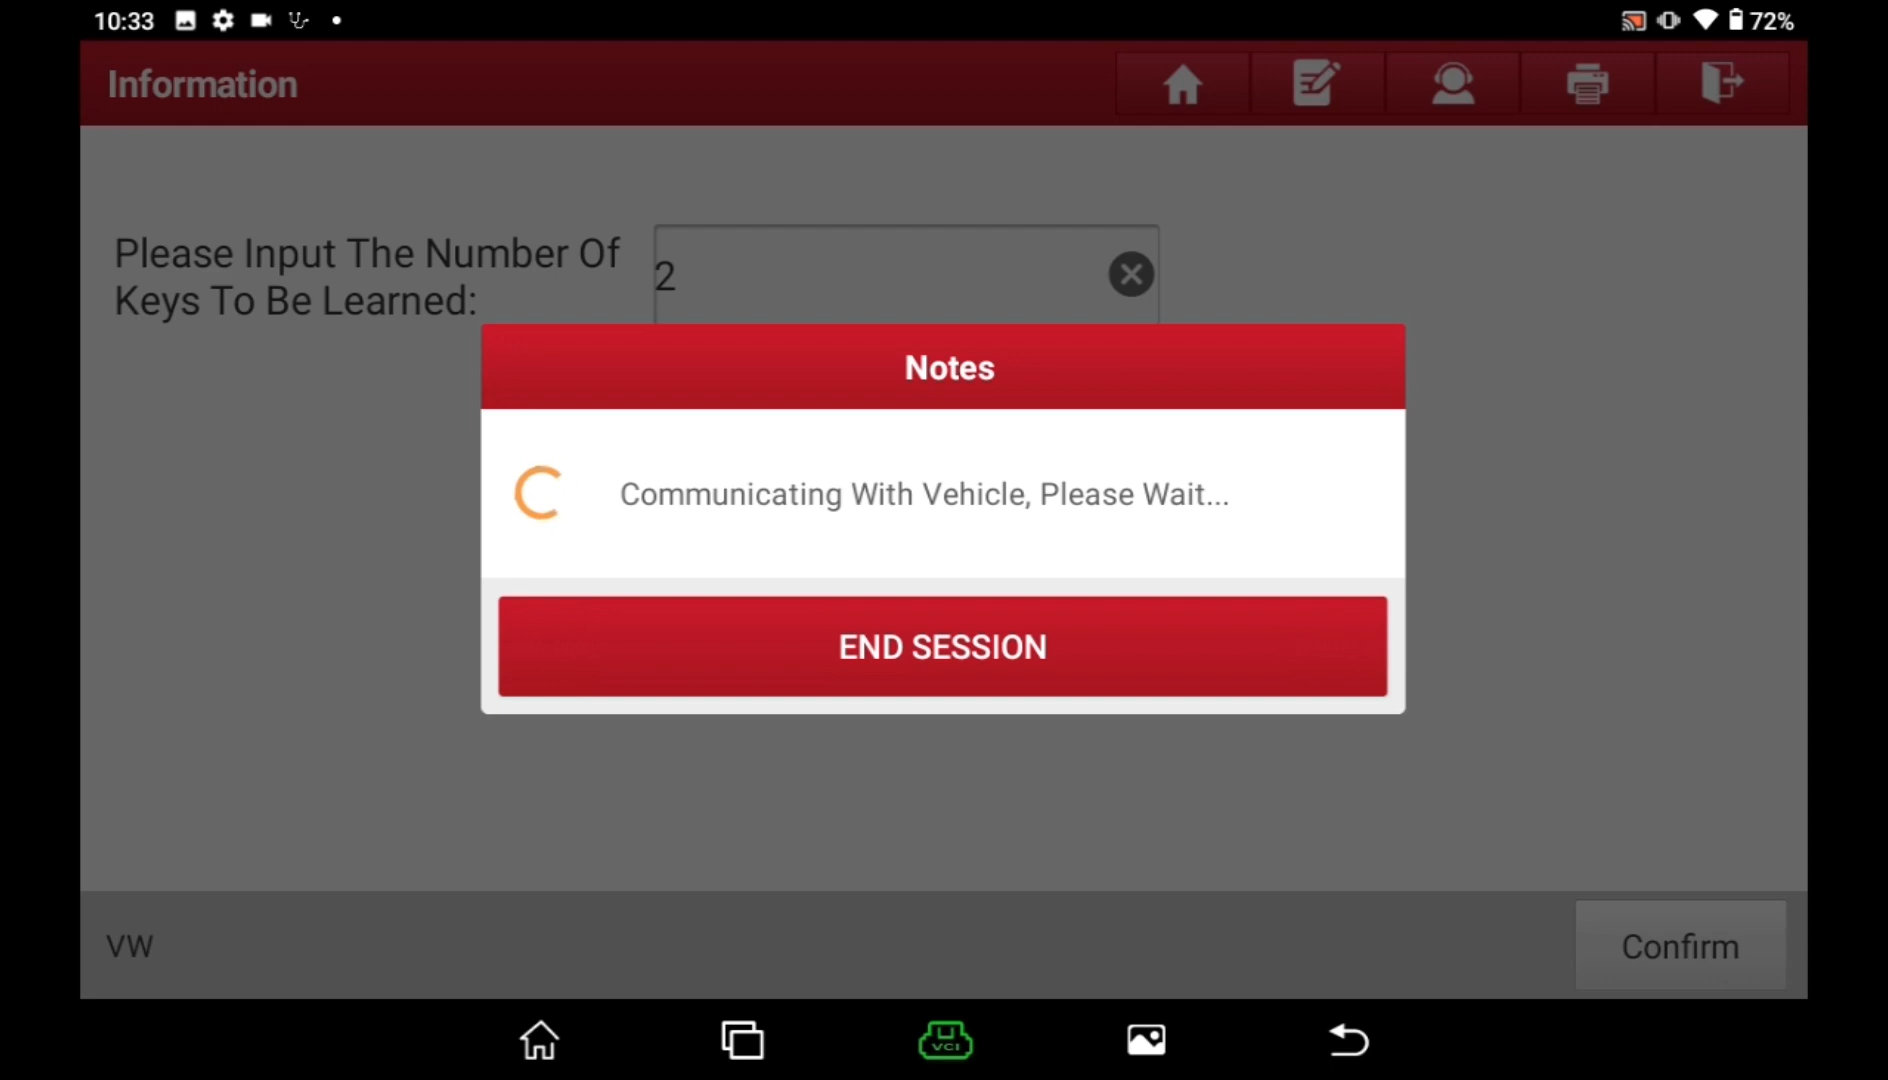 10:33
72%
Information
Please Input The Number Of
Keys To Be Learned:
2
Notes
Communicating With Vehicle, Please Wait...
END SESSION
VW
Confirm
VCI